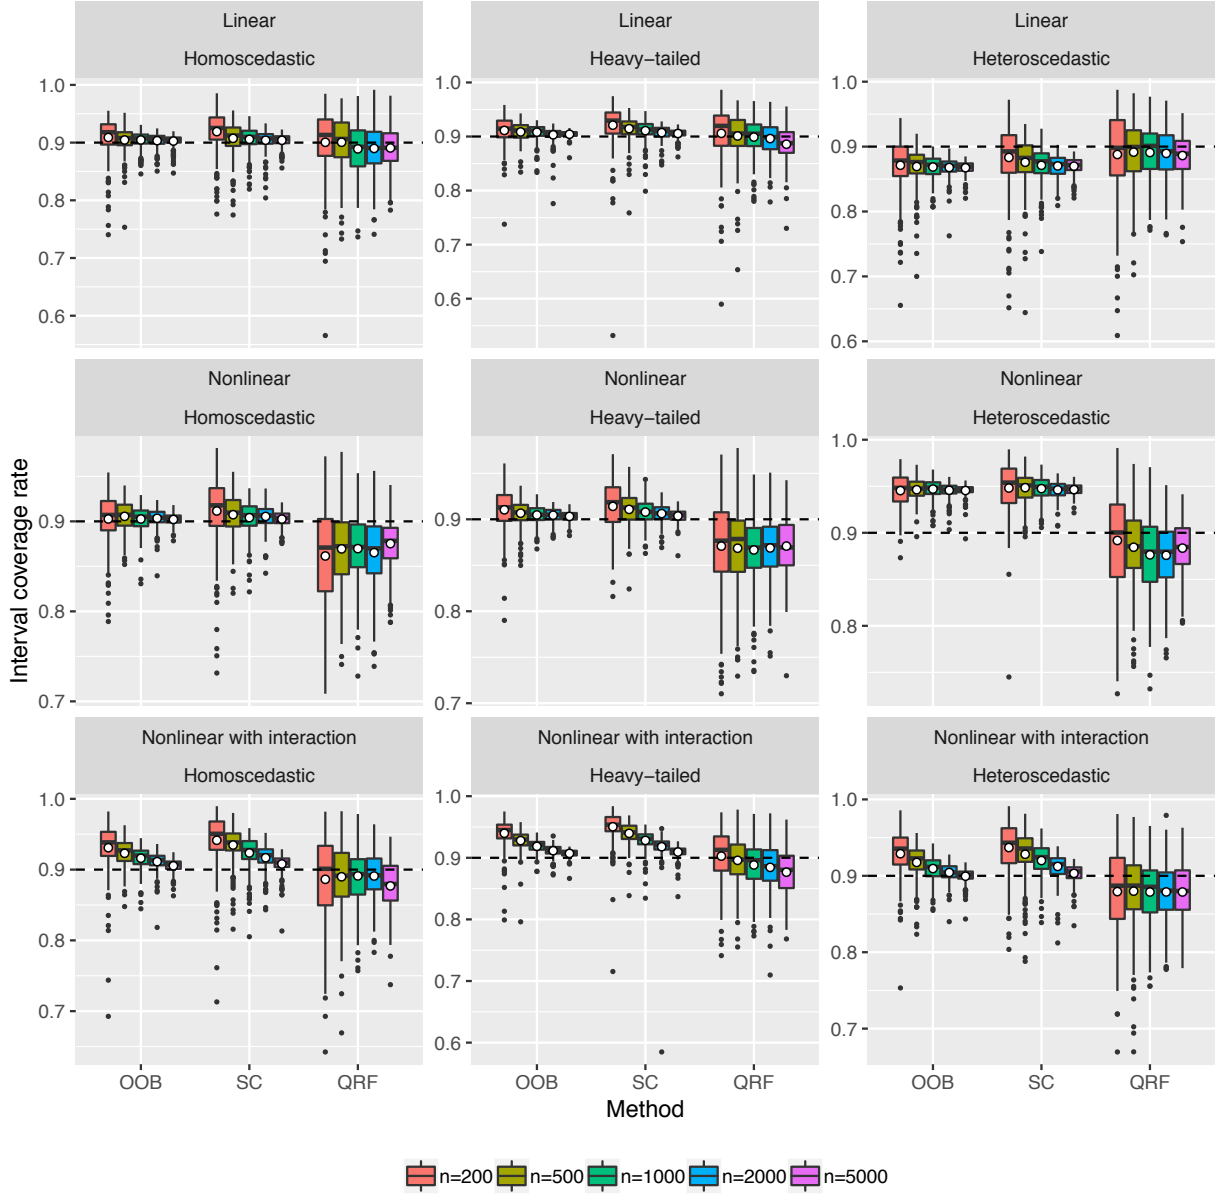 Linear
Homoscedastic
Linear
Heavy−tailed
Linear
Heteroscedastic
1.0
0.9
0.8
0.7
0.6
1.0
0.9
0.8
0.7
0.6
1.0
0.9
0.8
0.7
0.6
Nonlinear
Homoscedastic
Nonlinear
Heavy−tailed
Nonlinear
Heteroscedastic
Interval coverage rate
0.9
0.8
0.7
0.9
0.8
0.7
1.0
0.9
0.8
Nonlinear with interaction
Homoscedastic
Nonlinear with interaction
Heavy−tailed
Nonlinear with interaction
Heteroscedastic
1.0
0.9
0.8
0.7
1.0
0.9
0.8
0.7
0.6
1.0
0.9
0.8
0.7
OOB SC QRF
OOB SC QRF
OOB SC QRF
Method
n=200 n=500 n=1000 n=2000 n=5000